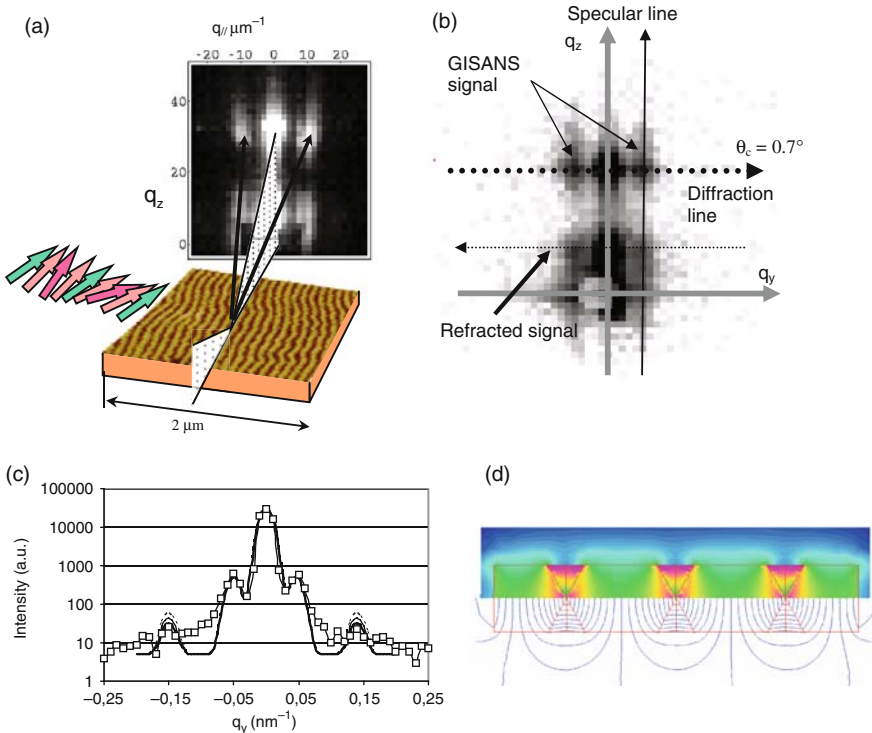 (a)
q// μm⁻¹
-20 -10 0 10 20
40
20
0
qz
2 μm
(b)
Specular line
qz
GISANS
signal
θc = 0.7°
Diffraction
line
qy
Refracted signal
(c)
100000
10000
1000
100
10
1
Intensity (a.u.)
–0,25 –0,15 –0,05 0,05 0,15 0,25
qy (nm⁻¹)
(d)